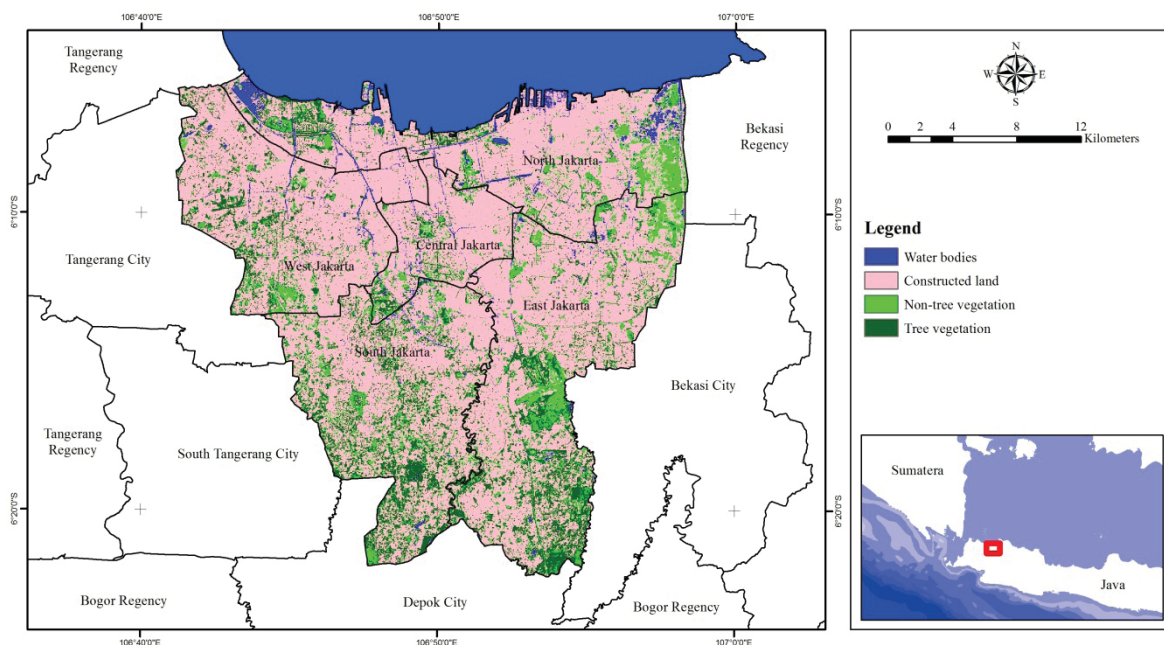 106°40'0"E
106°50'0"E
107°0'0"E
Tangerang
Regency
Bekasi
Regency
North Jakarta
6°10'0"S
6°10'0"S
Central Jakarta
Tangerang City
West Jakarta
East Jakarta
South Jakarta
Bekasi City
Tangerang
Regency
South Tangerang City
6°20'0"S
6°20'0"S
Bogor Regency
Depok City
Bogor Regency
106°40'0"E
106°50'0"E
107°0'0"E
N
W
E
S
0 2 4 8 12
Kilometers
Legend
Water bodies
Constructed land
Non-tree vegetation
Tree vegetation
Sumatera
Java